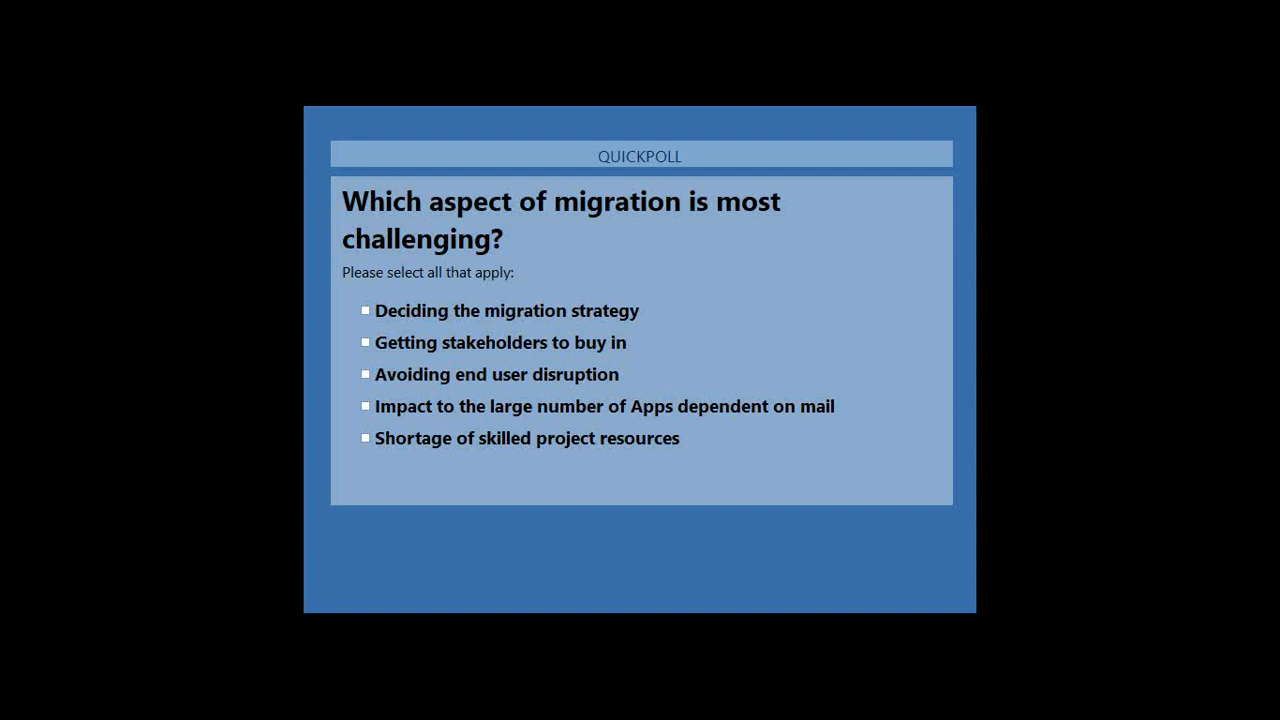 QUICKPOLL
Which aspect of migration is most
challenging?
Please select all that apply:
Deciding the migration strategy
Getting stakeholders to buy in
Avoiding end user disruption
Impact to the large number of Apps dependent on mail
Shortage of skilled project resources